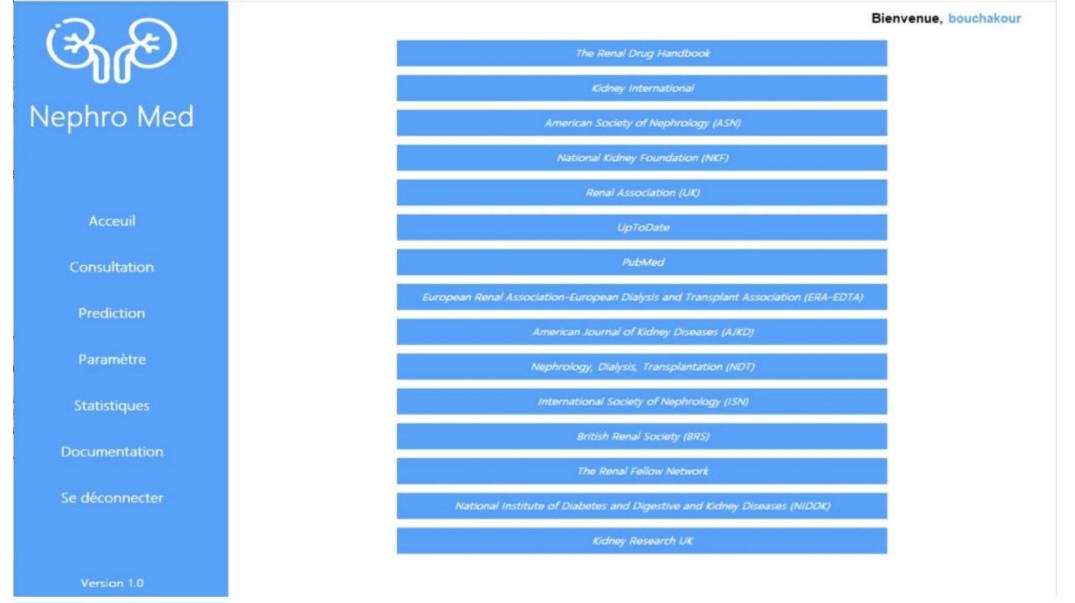 Nephro Med
Acceuil
Consultation
Prediction
Paramètre
Statistiques
Documentation
Se déconnecter
Version 1.0
Bienvenue, bouchakour
The Renal Drug Handbook
Kidney International
American Society of Nephrology (ASN)
National Kidney Foundation (NKF)
Renal Association (UK)
UpToDate
PubMed
European Renal Association-European Dialysis and Transplant Association (ERA-EDTA)
American Journal of Kidney Diseases (AJKD)
Nephrology, Dialysis, Transplantation (NDT)
International Society of Nephrology (ISN)
British Renal Society (BRS)
The Renal Fellow Network
National Institute of Diabetes and Digestive and Kidney Diseases (NIDDK)
Kidney Research UK